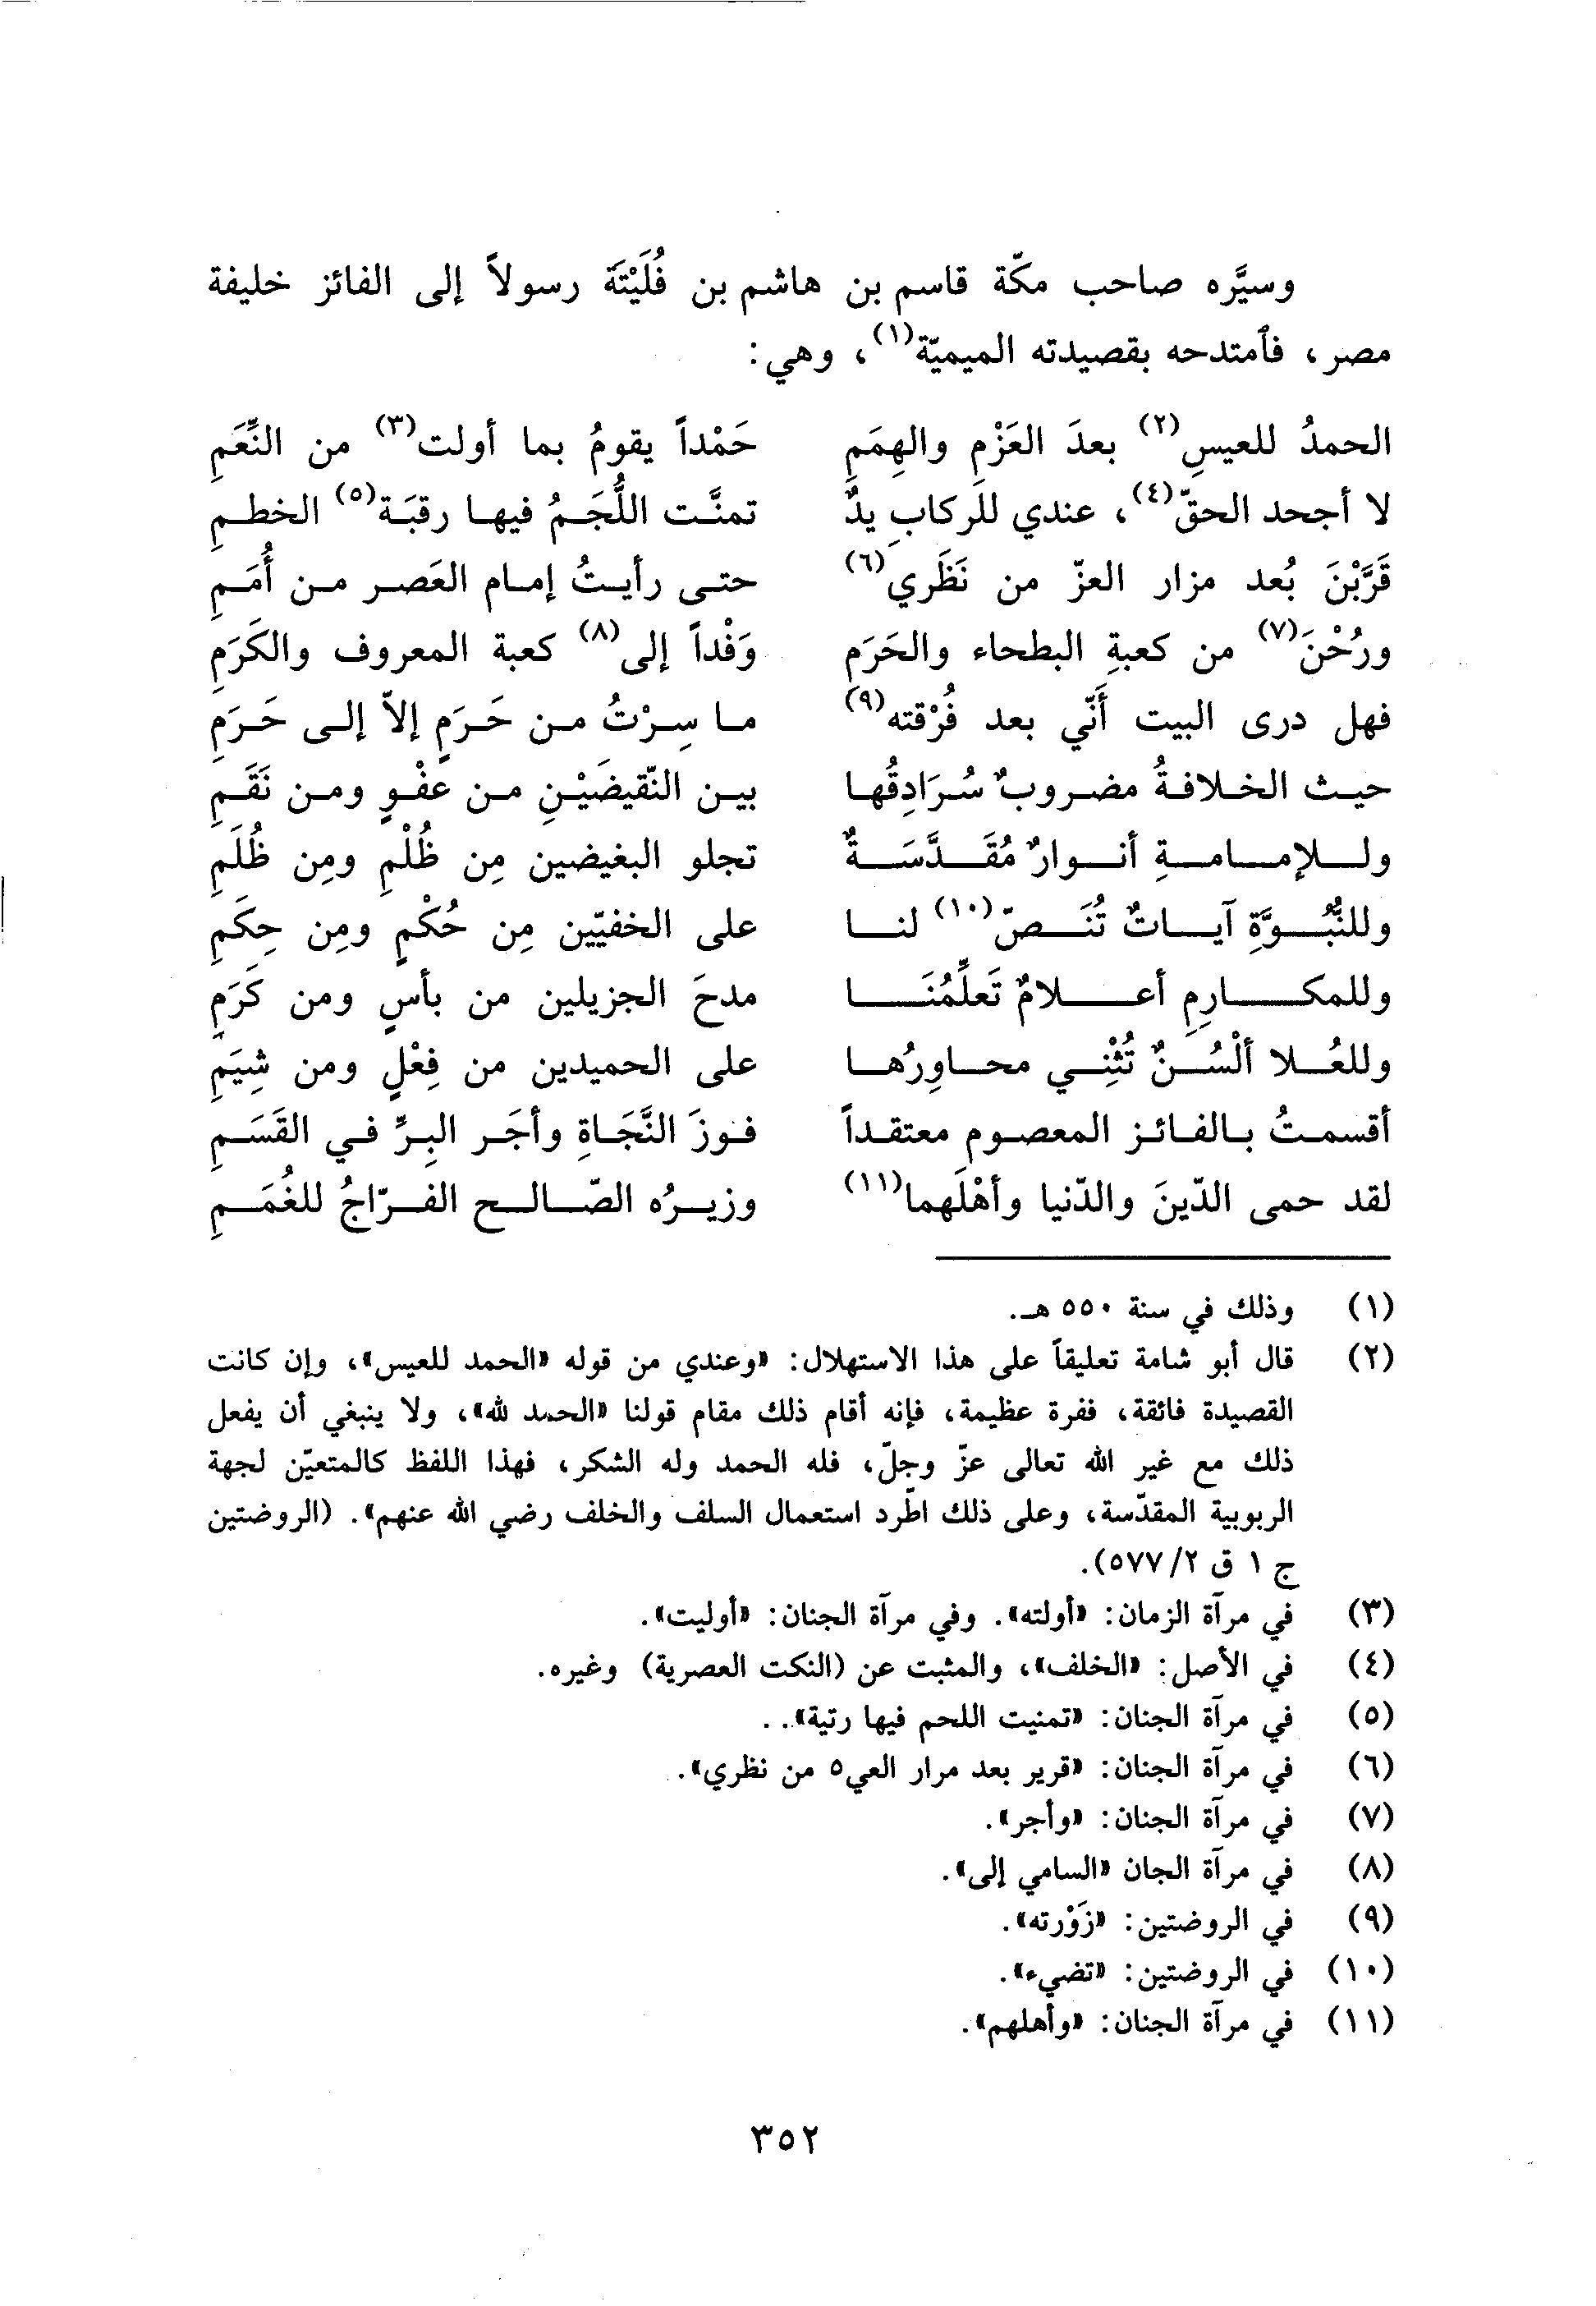 وسيَّره صاحب مكّة قاسم بن هاشم بن فُلَيْتَة رسولاً إلى الفائز خليفة
مصر، فٱمتدحه بقصيدته الميميّة(١)، وهي:
الحمدُ للعيسِ(٢) بعدَ العَزْمِ والهِمَمِ حَمْداً يقومُ بما أولت(٣) من النِّعَمِ
لا أجحد الحقّ(٤)، عندي للرِكابِ يدٌ تمنَّت اللُّجَمُ فيها رقبَة(٥) الخطمِ
قَرَّبْنَ بُعد مزار العزّ من نَظَري(٦) حتى رأيتُ إمام العَصر من أُمَمِ
ورُحْنَ(٧) من كعبةِ البطحاء والحَرَمِ وَفْداً إلى(٨) كعبة المعروف والكَرَمِ
فهل درى البيت أَنّي بعد فُرْقته(٩) ما سِرْتُ من حَرَمٍ إلاّ إلى حَرَمِ
حيث الخلافةُ مضروبٌ سُرَادِقُها بين النّقيضَيْنِ من عفْوٍ ومن نَقَمِ
وللإمامةِ أنوارٌ مُقَدَّسَةٌ تجلو البغيضين مِن ظُلْمِ ومِن ظُلَمِ
وللنُّبُوَّةِ آياتٌ تُنَصّ(١٠) لنا على الخفيّين مِن حُكْمٍ ومِن حِكَمِ
وللمكارِمِ أعلامٌ تَعلِّمُنَا مدحَ الجزيلين من بأسٍ ومن كَرَمِ
وللعُلا ألْسُنٌ تُثْنِي محاوِرُها على الحميدين من فِعْلٍ ومن شِيَمِ
أقسمتُ بالفائز المعصوم معتقداً فوزَ النَّجَاةِ وأجَر البِرِّ في القَسَمِ
لقد حمى الدّينَ والدّنيا وأهْلَهما(١١) وزيرُه الصّالح الفرّاجُ للغُمَمِ
(١) وذلك في سنة ٥٥٠ هـ.
(٢) قال أبو شامة تعليقاً على هذا الاستهلال: «وعندي من قوله «الحمد للعيس»، وإن كانت
القصيدة فائقة، ففرة عظيمة، فإنه أقام ذلك مقام قولنا «الحمد لله»، ولا ينبغي أن يفعل
ذلك مع غير الله تعالى عزّ وجلّ، فله الحمد وله الشكر، فهذا اللفظ كالمتعيّن لجهة
الربوبية المقدّسة، وعلى ذلك اطّرد استعمال السلف والخلف رضي الله عنهم». (الروضتين
ج ١ ق ٥٧٧/٢).
(٣) في مرآة الزمان: «أولته». وفي مرآة الجنان: «أوليت».
(٤) في الأصل: «الخلف»، والمثبت عن (النكت العصرية) وغيره.
(٥) في مرآة الجنان: «تمنيت اللحم فيها رتية»..
(٦) في مرآة الجنان: «قرير بعد مرار العي٥ من نظري».
(٧) في مرآة الجنان: «وأجر».
(٨) في مرآة الجان «السامي إلى».
(٩) في الروضتين: «زَوْرته».
(١٠) في الروضتين: «تضيء».
(١١) في مرآة الجنان: «وأهلهم».
٣٥٢